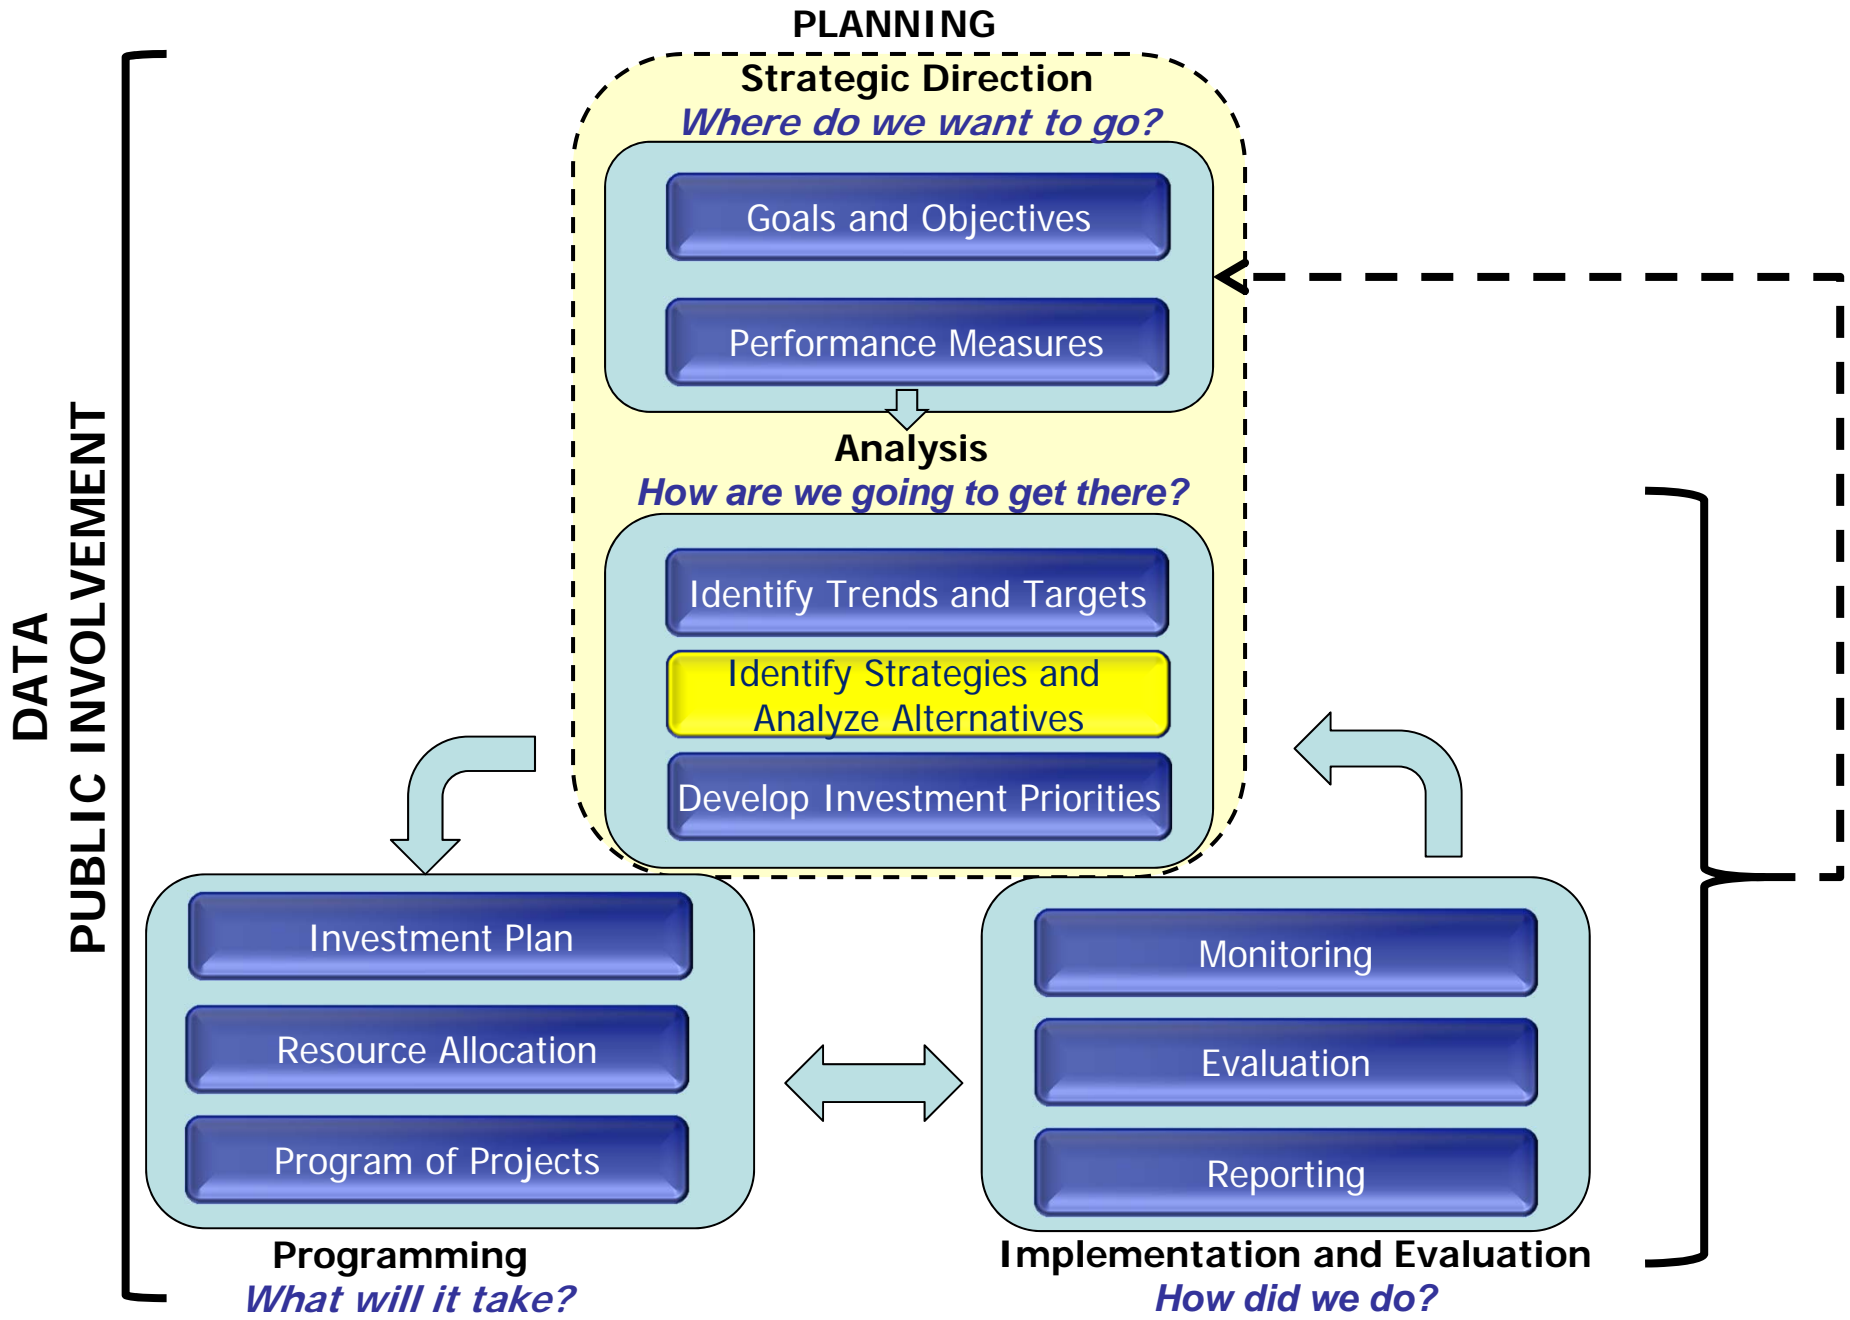 PLANNING
Strategic Direction
Where do we want to go?
Goals and Objectives
Performance Measures
Analysis
How are we going to get there?
Identify Trends and Targets
Identify Strategies and
Analyze Alternatives
Develop Investment Priorities
DATA
PUBLIC INVOLVEMENT
Investment Plan
Resource Allocation
Program of Projects
Programming
What will it take?
Monitoring
Evaluation
Reporting
Implementation and Evaluation
How did we do?